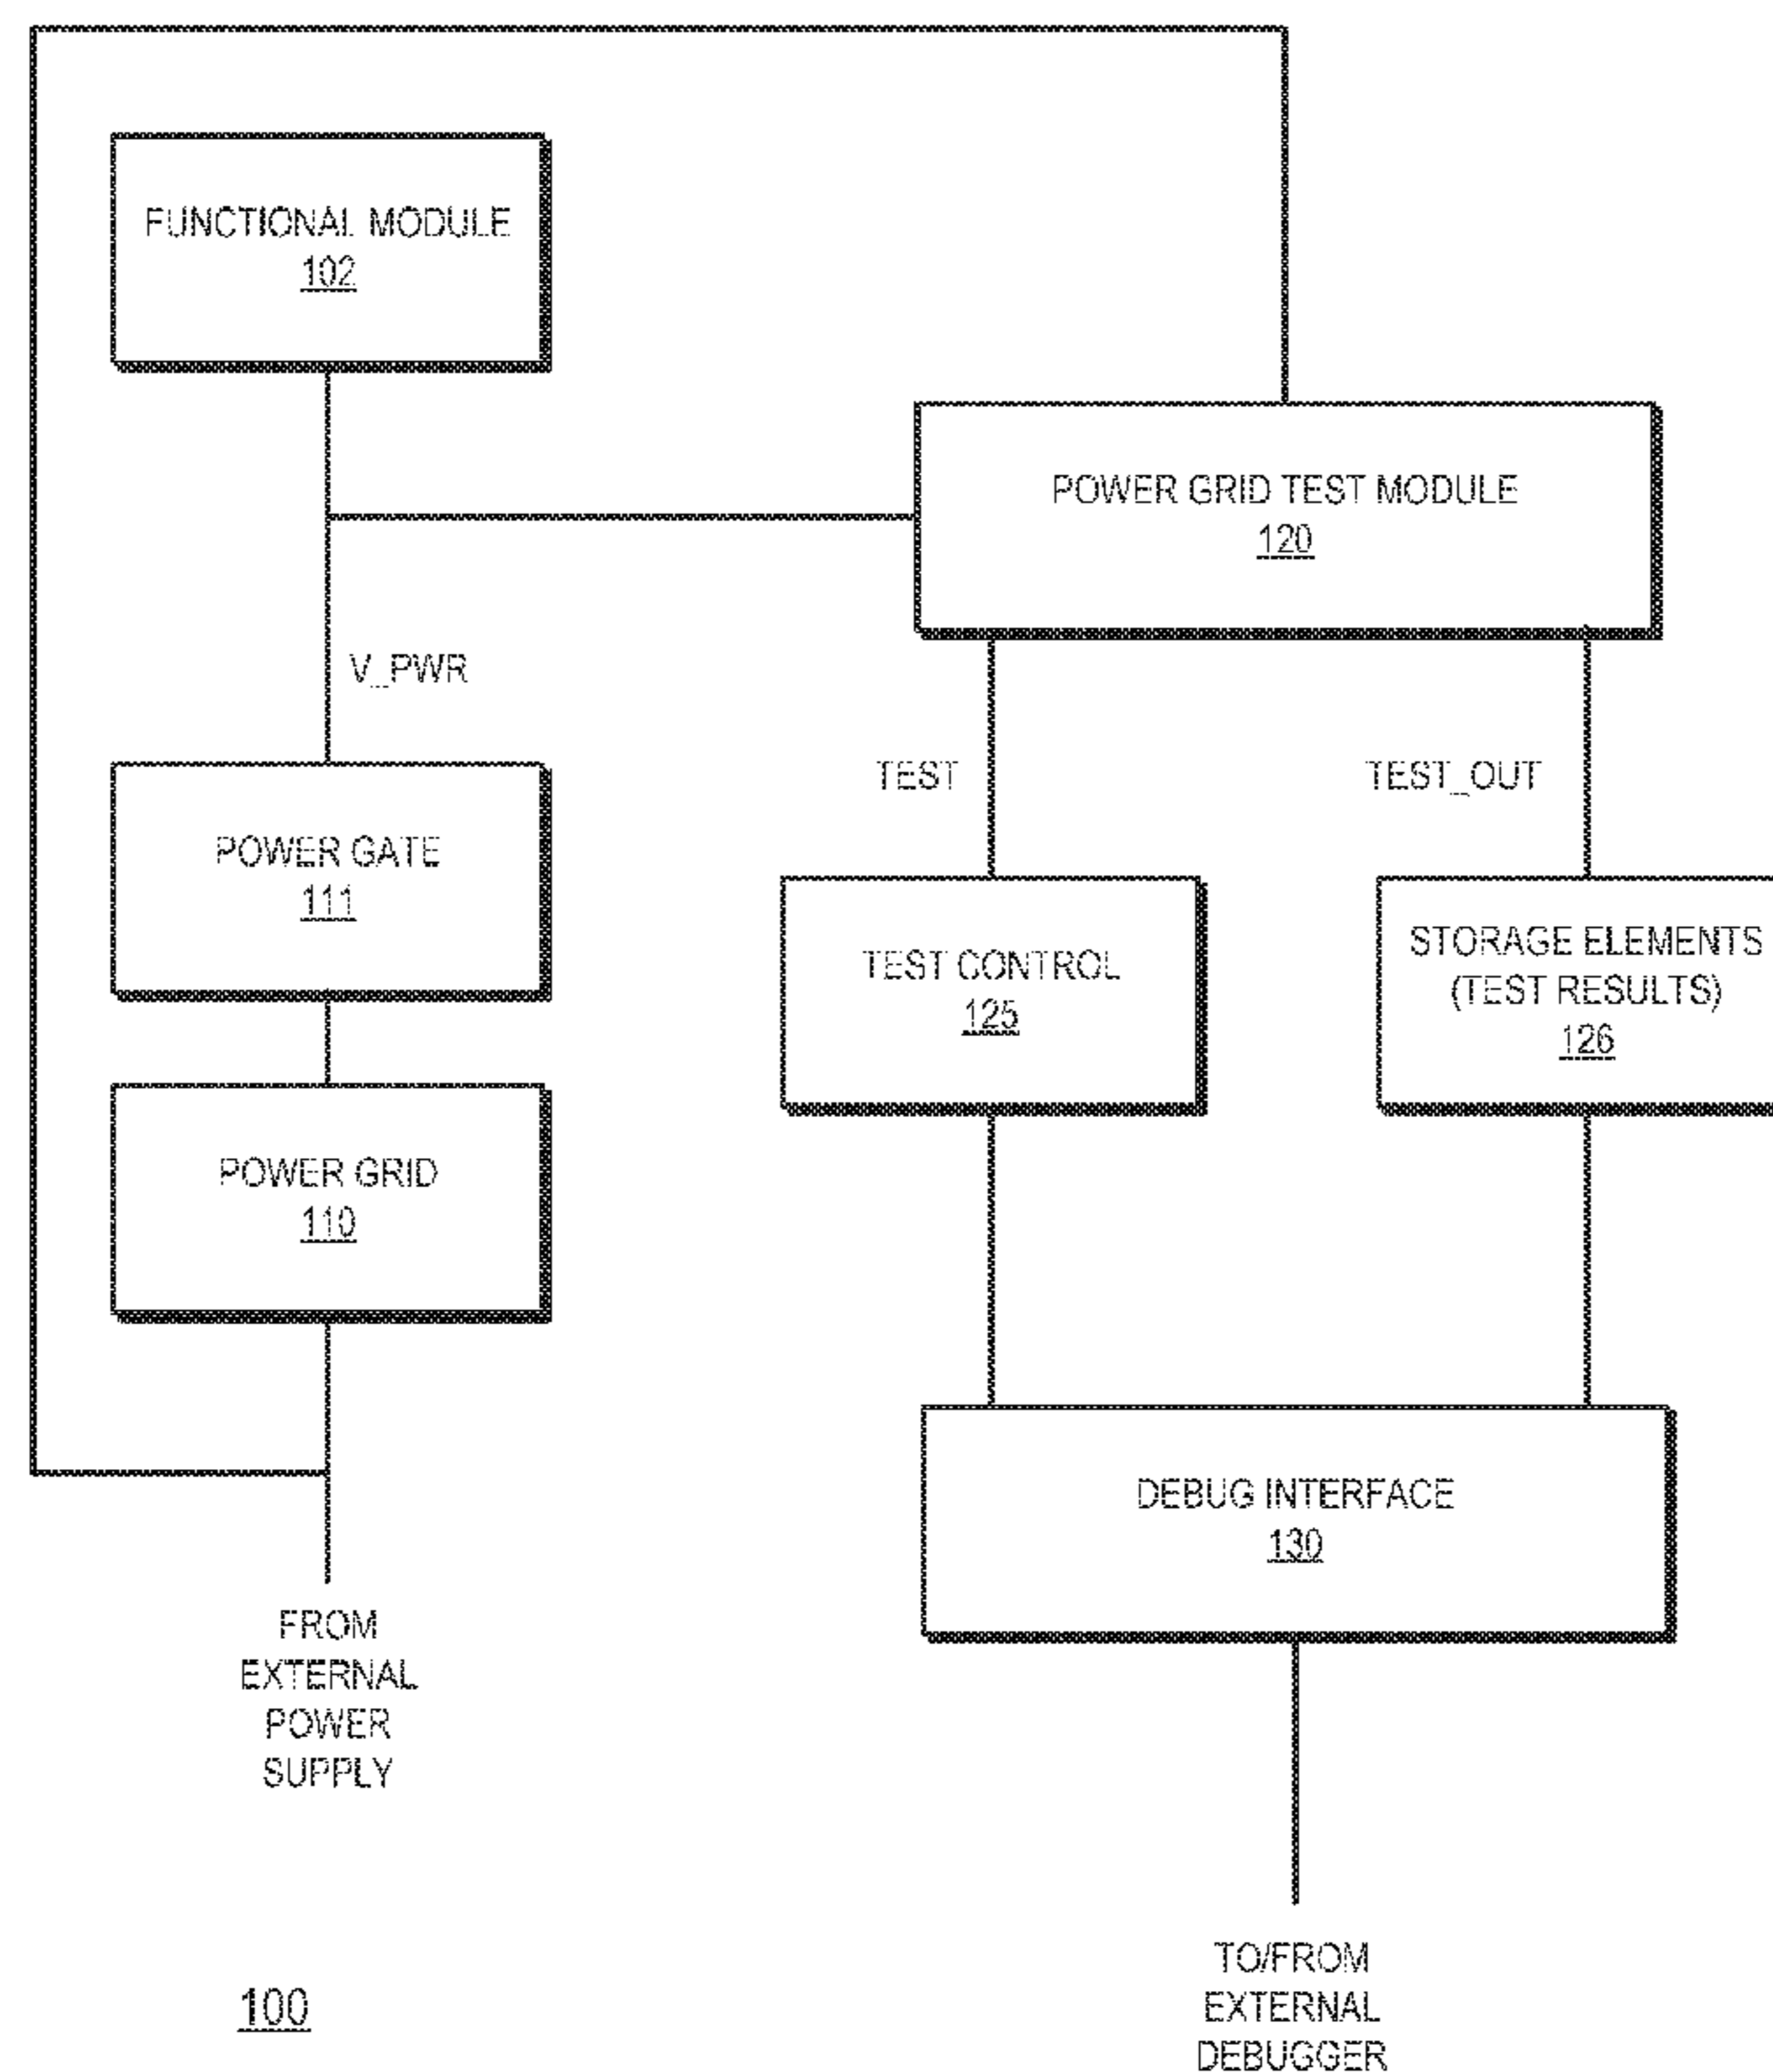 FUNCTIONAL MODULE
102
POWER GRID TEST MODULE
120
V_PWR
TEST
TEST_OUT
POWER GATE
111
TEST CONTROL
125
STORAGE ELEMENTS
(TEST RESULTS)
126
POWER GRID
110
DEBUG INTERFACE
130
FROM
EXTERNAL
POWER
SUPPLY
TO/FROM
EXTERNAL
DEBUGGER
100